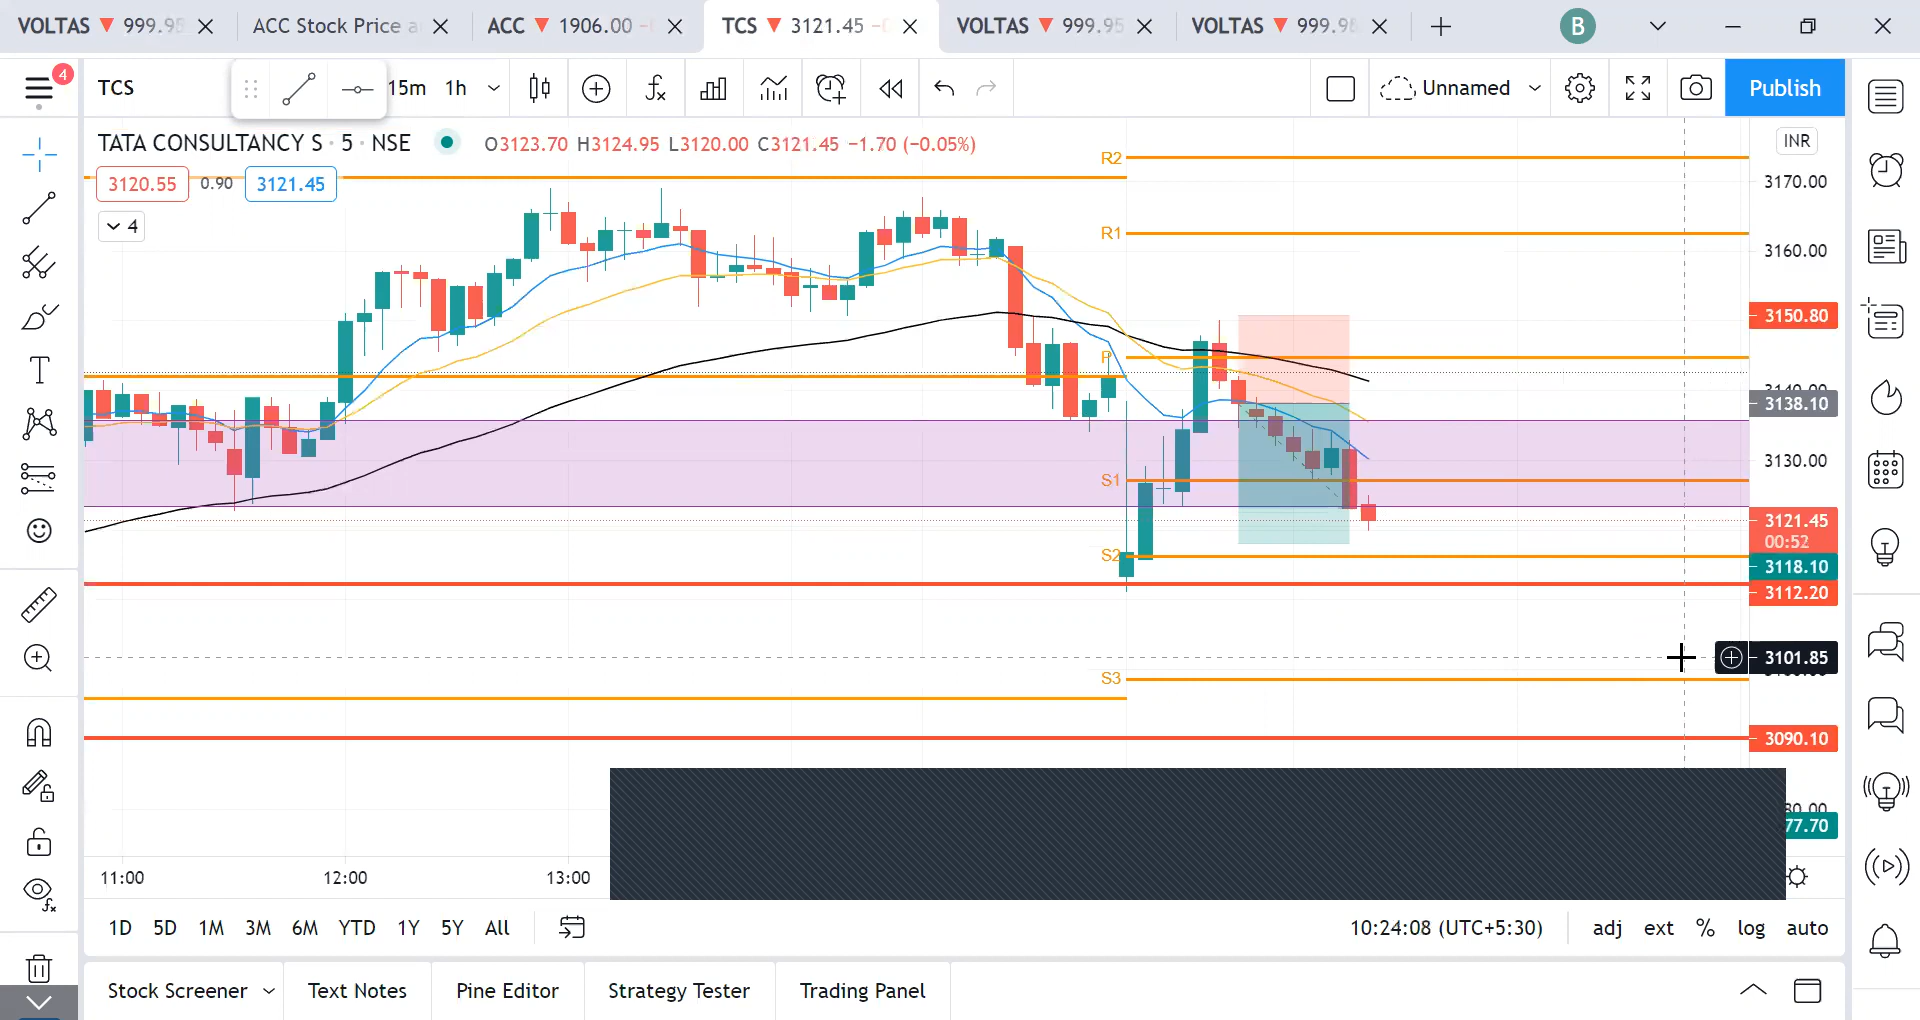 VOLTAS ▼ 999.95
ACC Stock Price a
ACC ▼ 1906.00 −
TCS ▼ 3121.45 −0
VOLTAS ▼ 999.95
VOLTAS ▼ 999.95
B
4
TCS
15m
1h
Unnamed
Publish
TATA CONSULTANCY S · 5 · NSE
O3123.70 H3124.95 L3120.00 C3121.45 −1.70 (−0.05%)
INR
3120.55
0.90
3121.45
4
R2
R1
P
S1
S2
S3
3170.00
3160.00
3150.80
3140.00
3138.10
3130.00
3121.45
00:52
3118.10
3112.20
3101.85
3090.10
80.00
77.70
11:00
12:00
13:00
1D 5D 1M 3M 6M YTD 1Y 5Y All
10:24:08 (UTC+5:30)
adj ext % log auto
Stock Screener
Text Notes
Pine Editor
Strategy Tester
Trading Panel